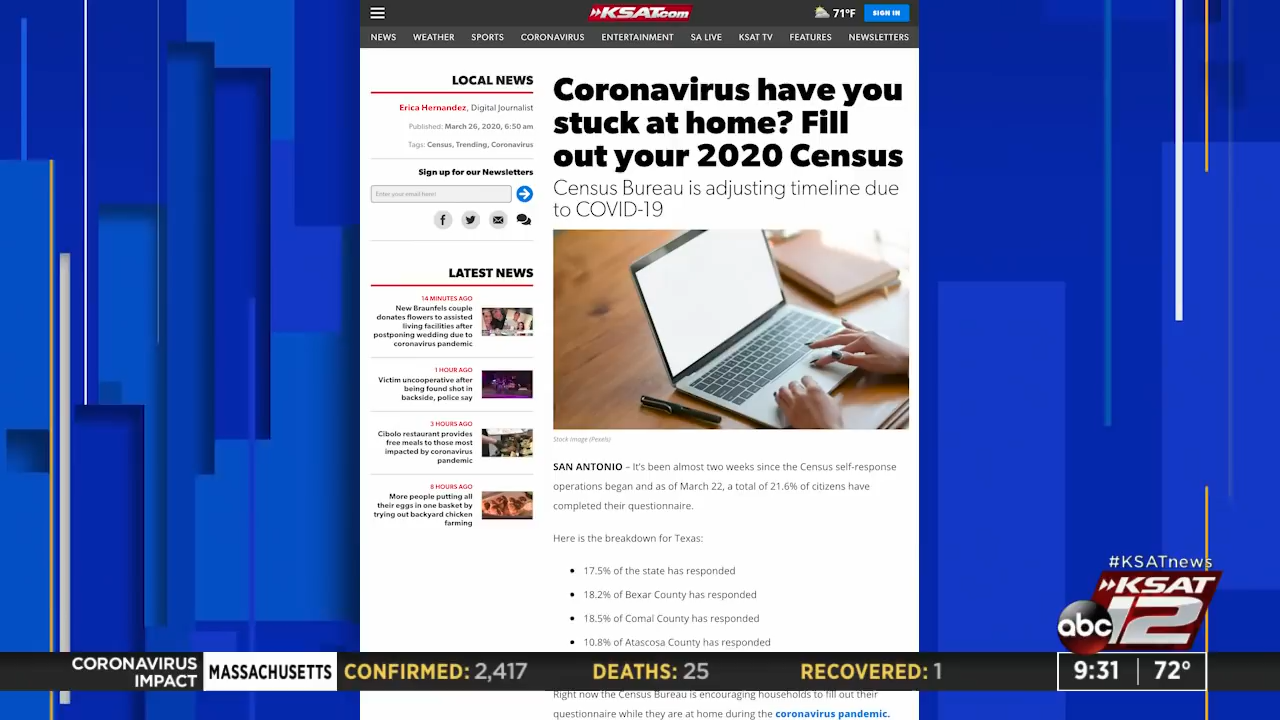 KSAT.com
71°F
SIGN IN
NEWS WEATHER SPORTS CORONAVIRUS ENTERTAINMENT SA LIVE KSAT TV FEATURES NEWSLETTERS
LOCAL NEWS
Erica Hernandez, Digital Journalist
Published: March 26, 2020, 6:50 am
Tags: Census, Trending, Coronavirus
Sign up for our Newsletters
Enter your email here!
LATEST NEWS
14 MINUTES AGO
New Braunfels couple
donates flowers to assisted
living facilities after
postponing wedding due to
coronavirus pandemic
1 HOUR AGO
Victim uncooperative after
being found shot in
backside, police say
3 HOURS AGO
Cibolo restaurant provides
free meals to those most
impacted by coronavirus
pandemic
8 HOURS AGO
More people putting all
their eggs in one basket by
trying out backyard chicken
farming
Coronavirus have you
stuck at home? Fill
out your 2020 Census
Census Bureau is adjusting timeline due
to COVID-19
Stock Image (Pexels)
SAN ANTONIO – It's been almost two weeks since the Census self-response
operations began and as of March 22, a total of 21.6% of citizens have
completed their questionnaire.
Here is the breakdown for Texas:
• 17.5% of the state has responded
• 18.2% of Bexar County has responded
• 18.5% of Comal County has responded
• 10.8% of Atascosa County has responded
Right now the Census Bureau is encouraging households to fill out their
questionnaire while they are at home during the coronavirus pandemic.
#KSATnews
KSAT
abc 12
CORONAVIRUS
IMPACT
MASSACHUSETTS
CONFIRMED: 2,417 DEATHS: 25 RECOVERED: 1
9:31 72°